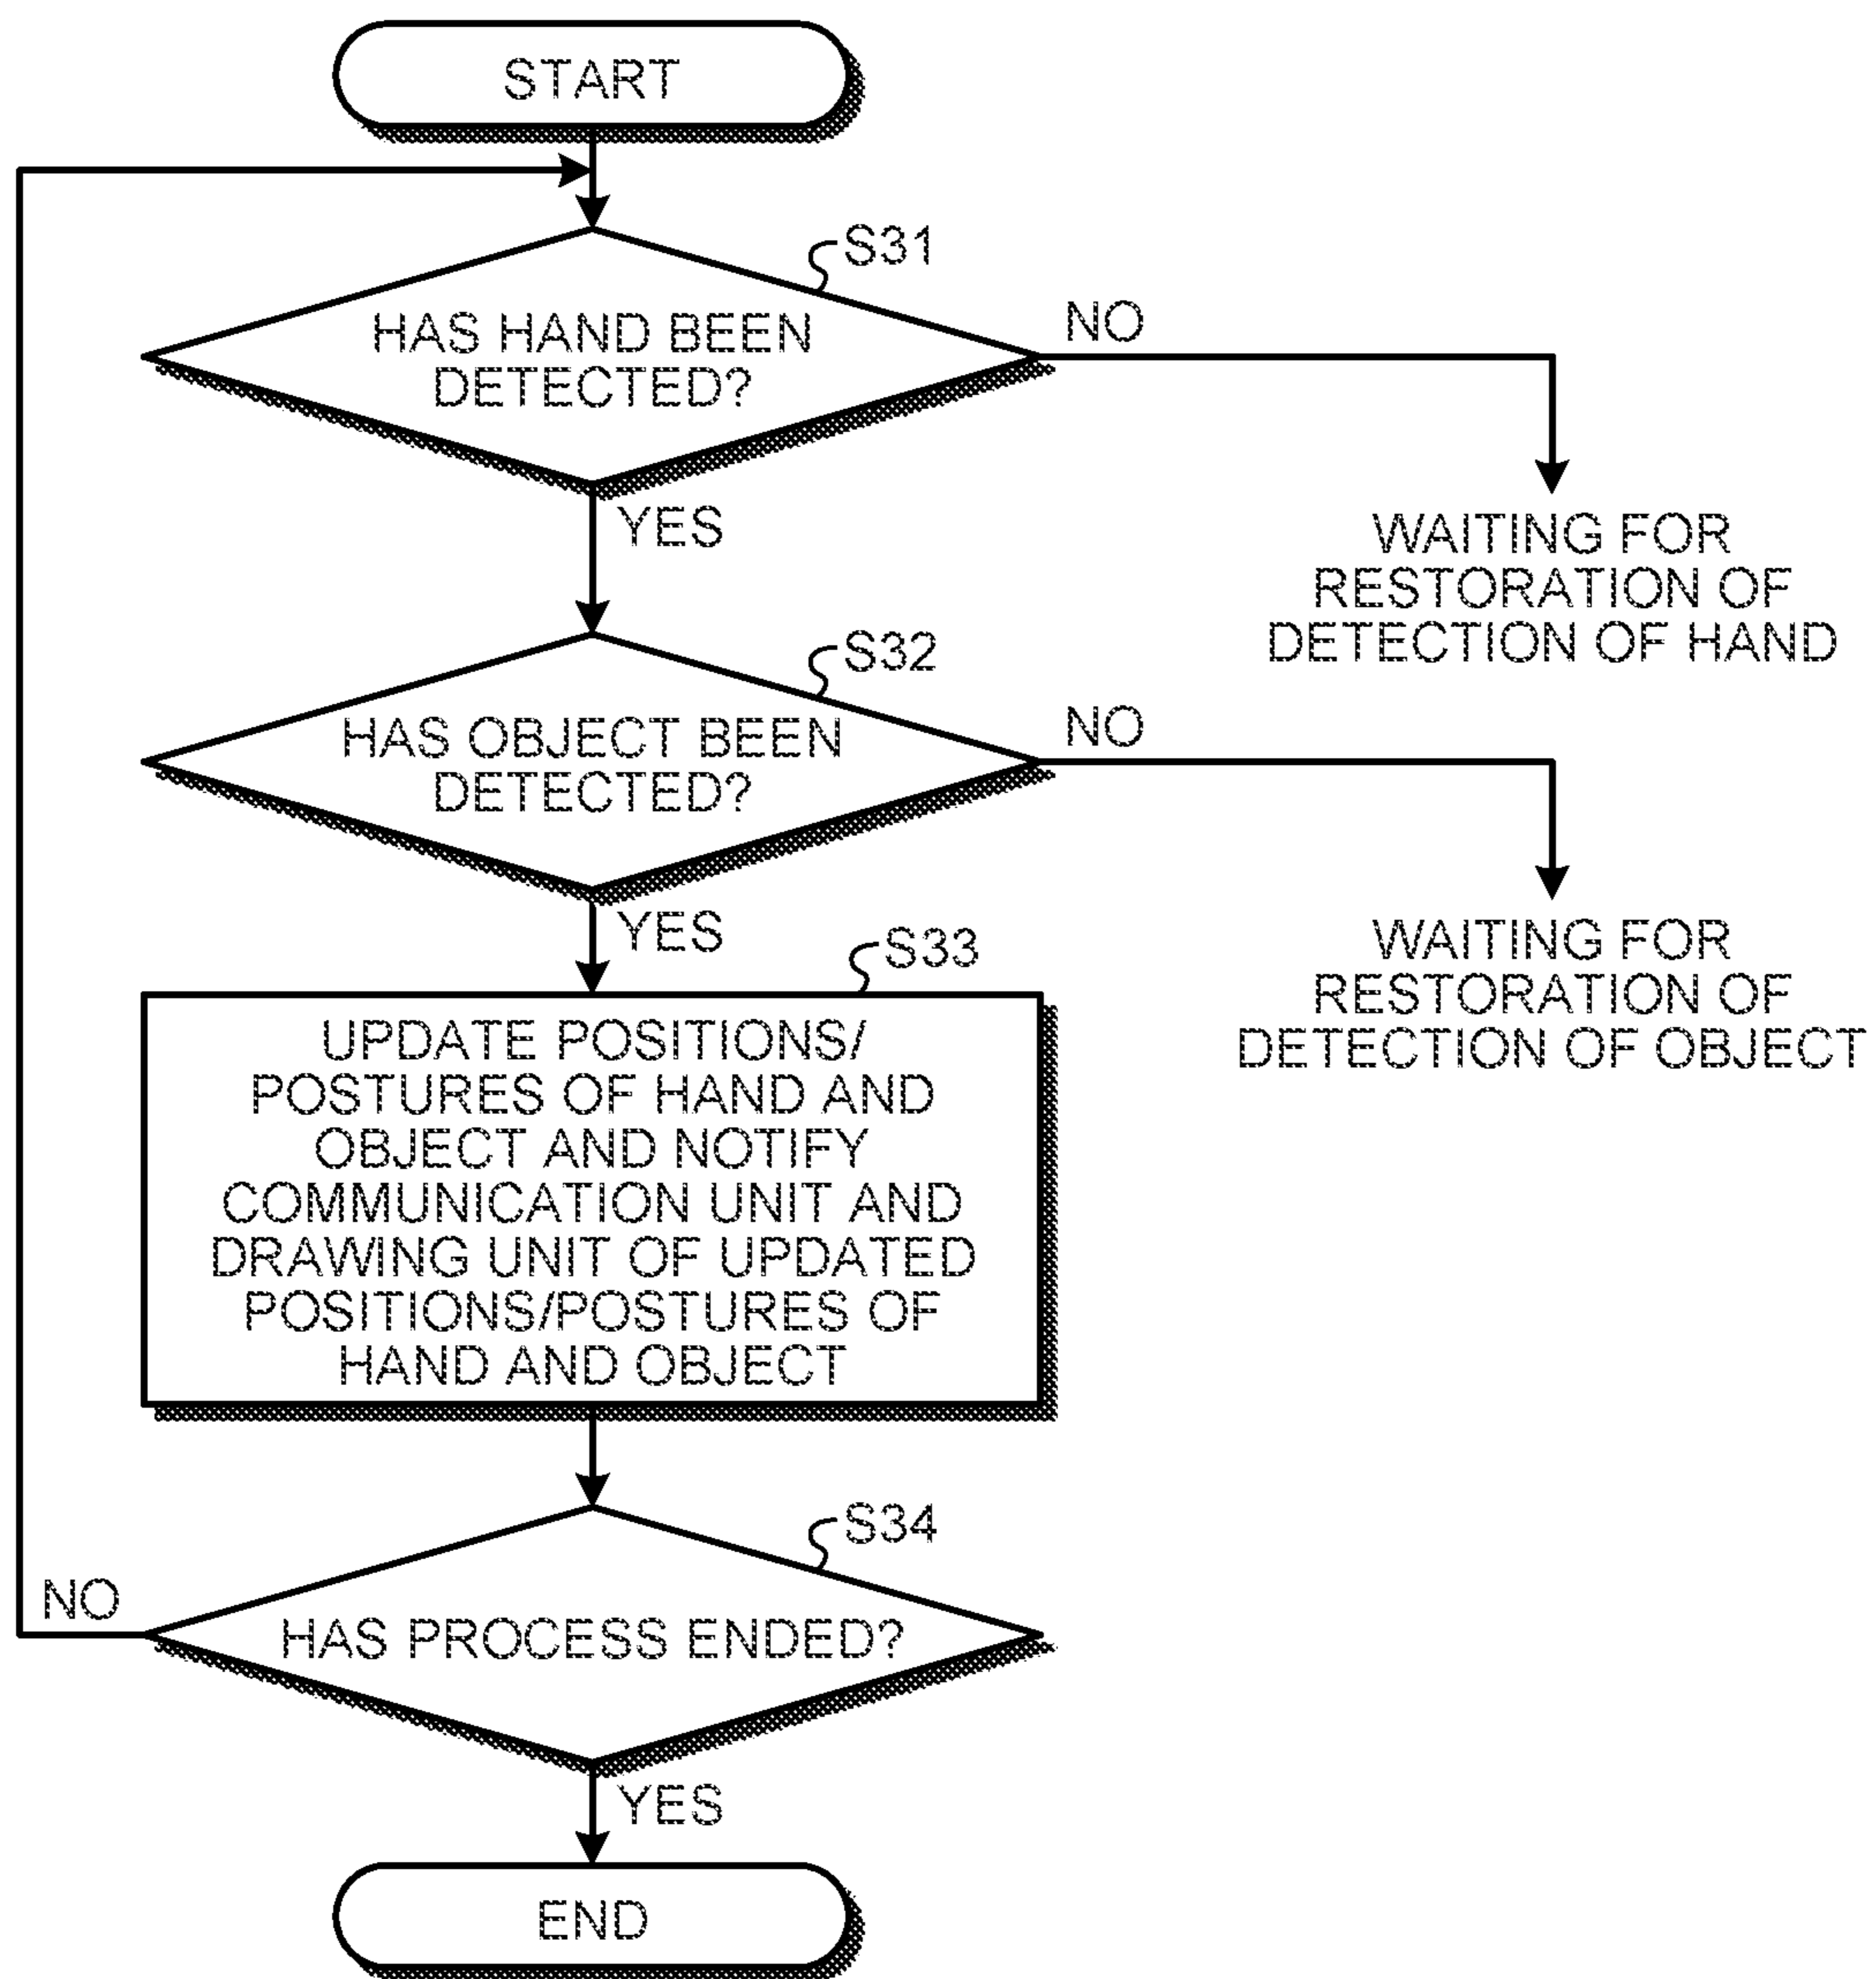 START
S31
HAS HAND BEEN
DETECTED?
NO
YES
WAITING FOR
RESTORATION OF
DETECTION OF HAND
S32
HAS OBJECT BEEN
DETECTED?
NO
YES
WAITING FOR
RESTORATION OF
DETECTION OF OBJECT
S33
UPDATE POSITIONS/
POSTURES OF HAND AND
OBJECT AND NOTIFY
COMMUNICATION UNIT AND
DRAWING UNIT OF UPDATED
POSITIONS/POSTURES OF
HAND AND OBJECT
S34
NO
HAS PROCESS ENDED?
YES
END